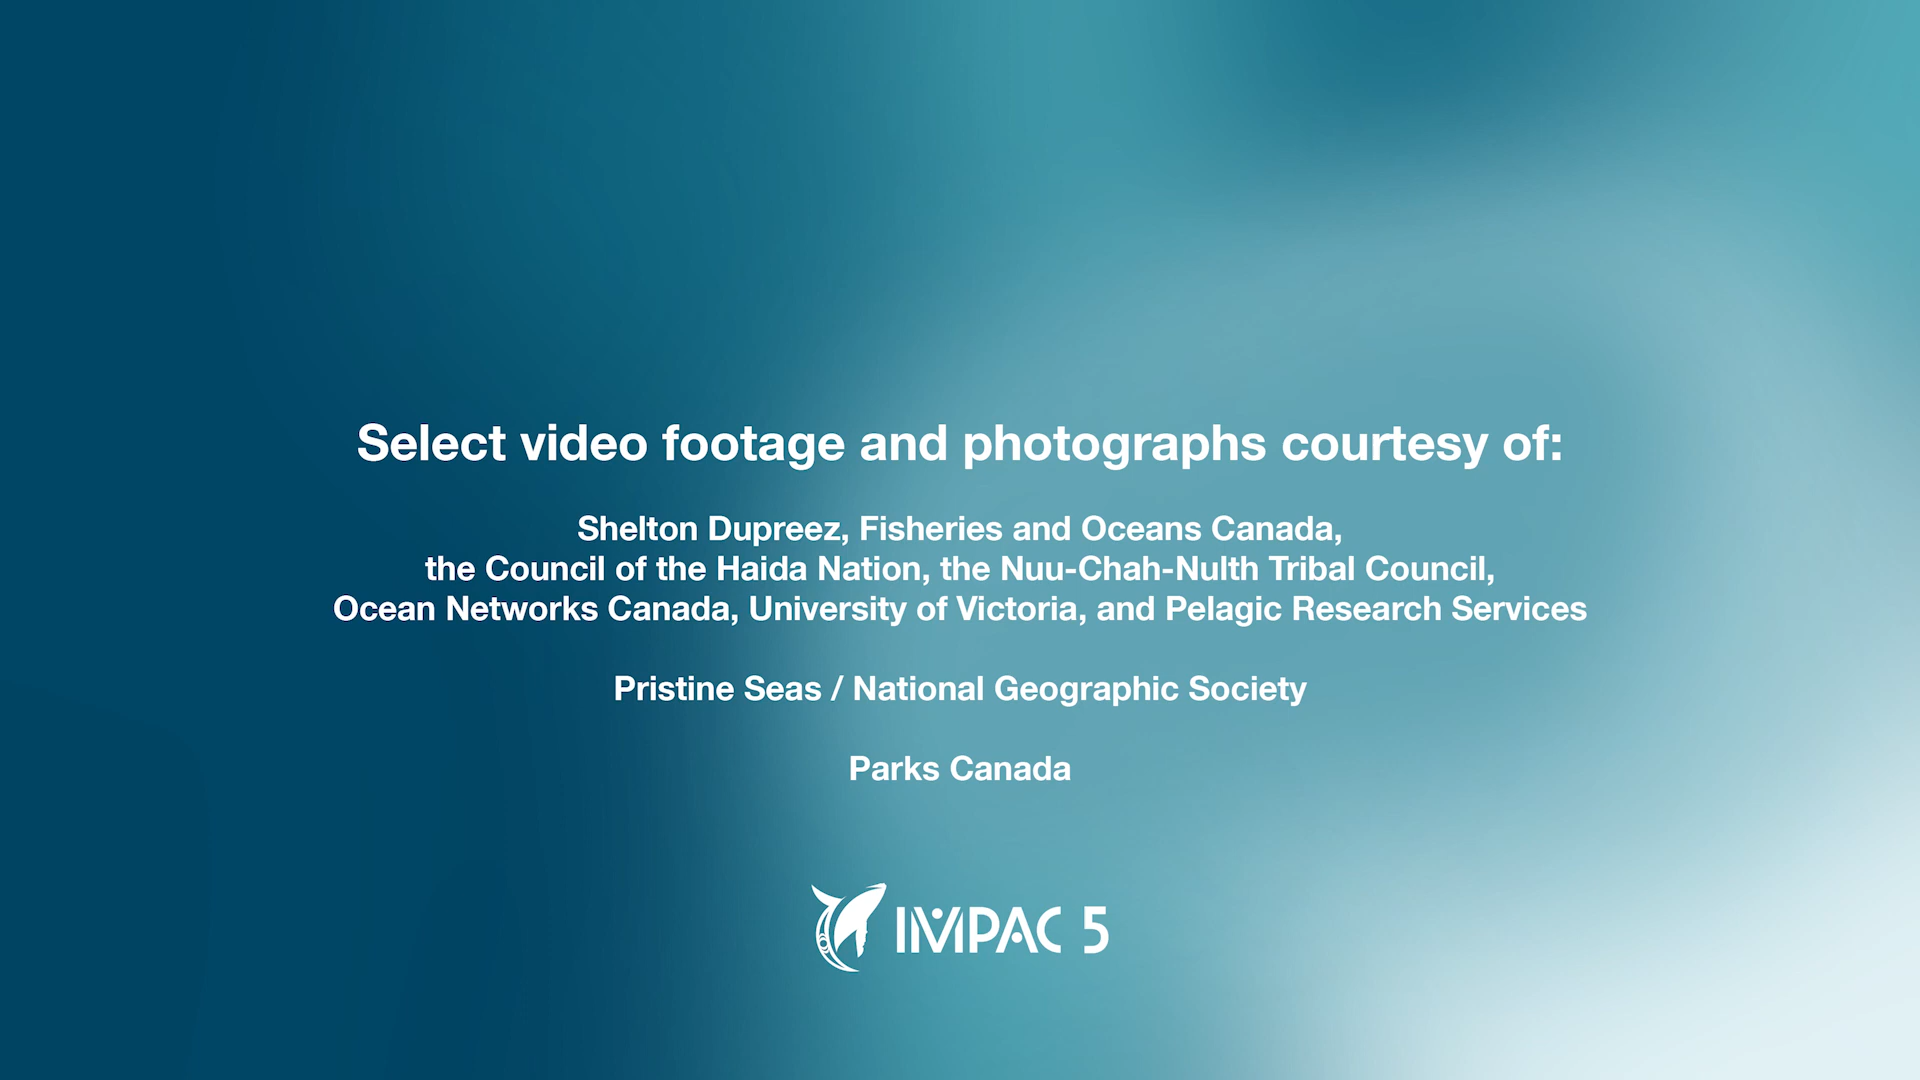 Select video footage and photographs courtesy of:
Shelton Dupreez, Fisheries and Oceans Canada,
the Council of the Haida Nation, the Nuu-Chah-Nulth Tribal Council,
Ocean Networks Canada, University of Victoria, and Pelagic Research Services
Pristine Seas / National Geographic Society
Parks Canada
IMPAC 5